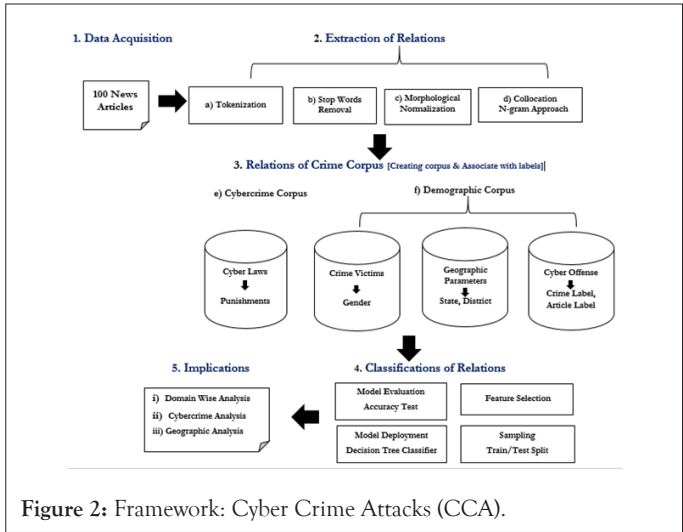 1. Data Acquisition
2. Extraction of Relations
100 News
Articles
a) Tokenization
b) Stop Words
Removal
c) Morphological
Normalization
d) Collocation
N-gram Approach
3. Relations of Crime Corpus [Creating corpus & Associate with labels]
e) Cybercrime Corpus
f) Demographic Corpus
Cyber Laws
Punishments
Crime Victims
Gender
Geographic
Parameters
State, District
Cyber Offense
Crime Label,
Article Label
5. Implications
4. Classifications of Relations
i) Domain Wise Analysis
ii) Cybercrime Analysis
iii) Geographic Analysis
Model Evaluation
Accuracy Test
Feature Selection
Model Deployment
Decision Tree Classifier
Sampling
Train/Test Split
Figure 2: Framework: Cyber Crime Attacks (CCA).